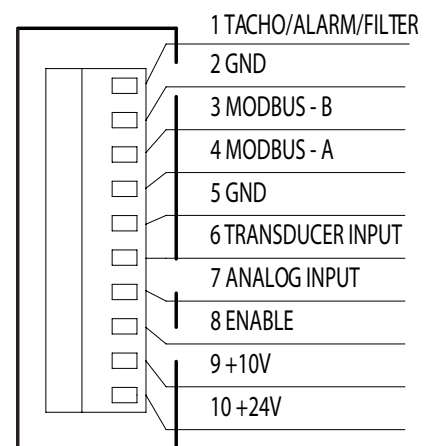 1 TACHO/ALARM/FILTER
2 GND
3 MODBUS - B
4 MODBUS - A
5 GND
6 TRANSDUCER INPUT
7 ANALOG INPUT
8 ENABLE
9 +10V
10 +24V